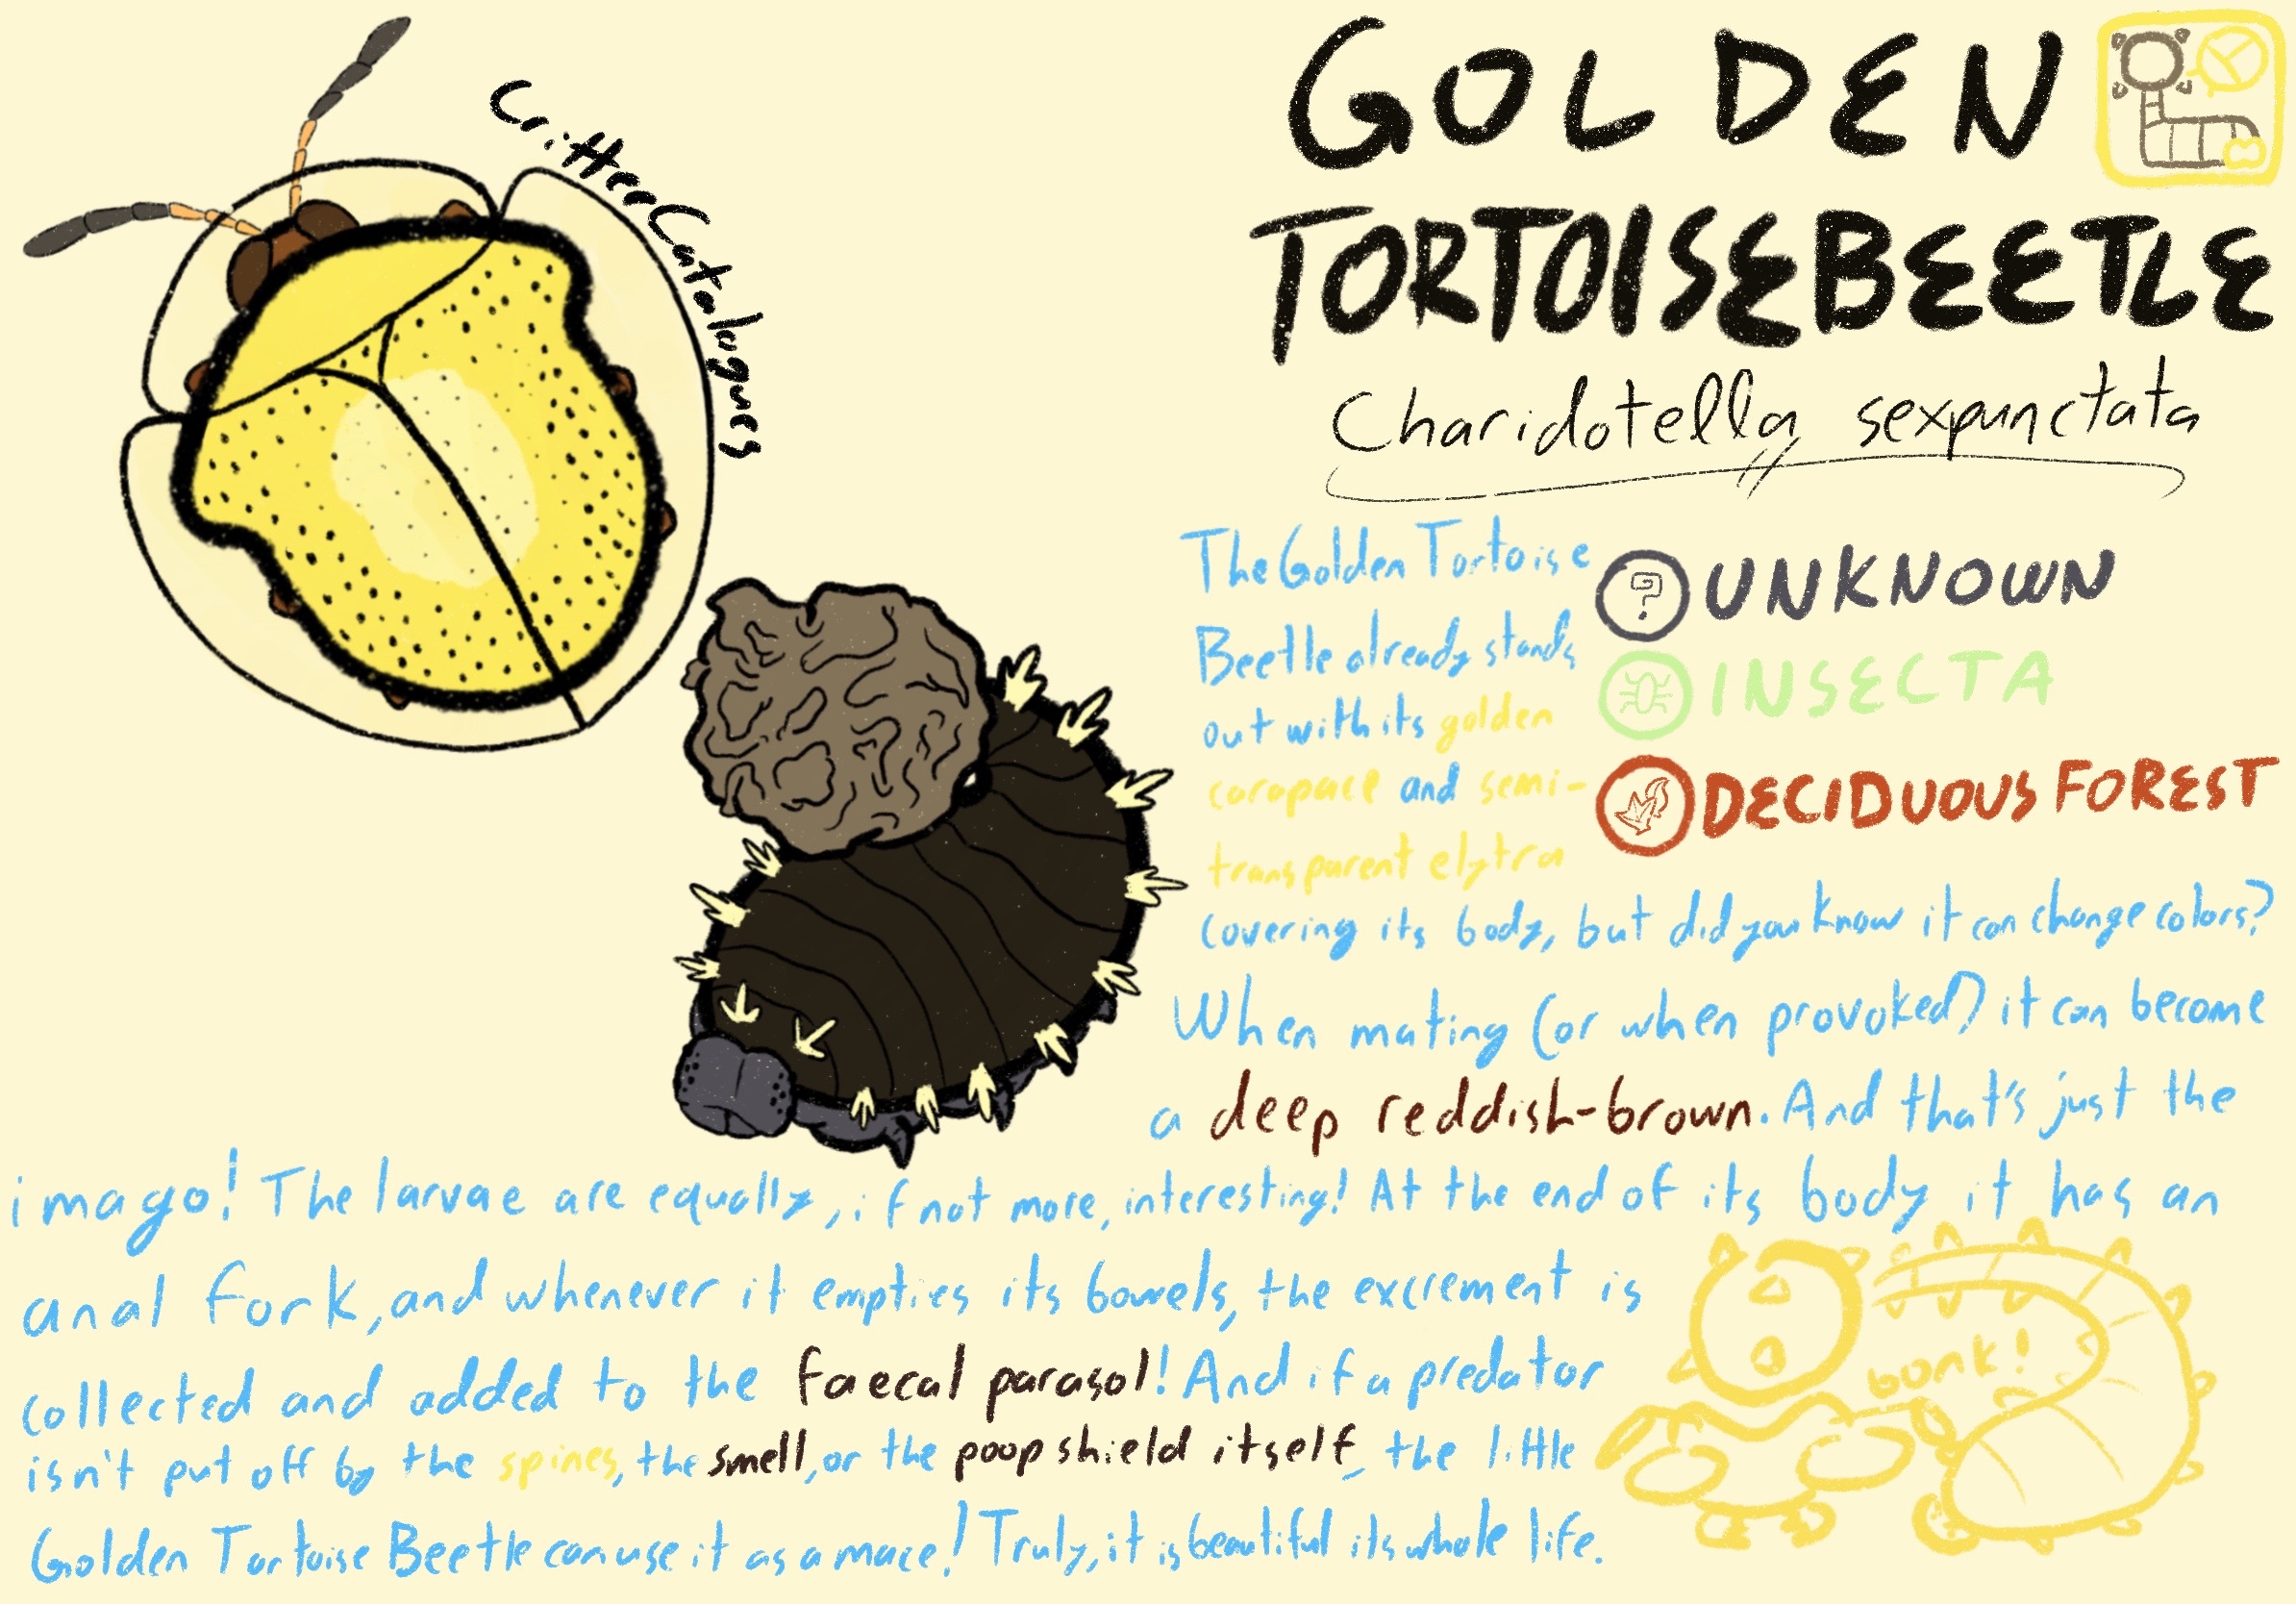 GOLDEN
TORTOISE BEETLE
CritterCatalogues
Charidotella sexpunctata
UNKNOWN
INSECTA
DECIDUOUS FOREST
The Golden Tortoise
Beetle already stands
out with its golden
carapace and semi-
transparent elytra
covering its body, but did you know it can change colors?
When mating (or when provoked) it can become
a deep reddish-brown. And that's just the
imago! The larvae are equally, if not more, interesting! At the end of its body it has an
anal fork, and whenever it empties its bowels, the excrement is
collected and added to the faecal parasol! And if a predator
isn't put off by the spines, the smell, or the poop shield itself, the little
Golden Tortoise Beetle can use it as a mace! Truly, it is beautiful its whole life.
bonk!